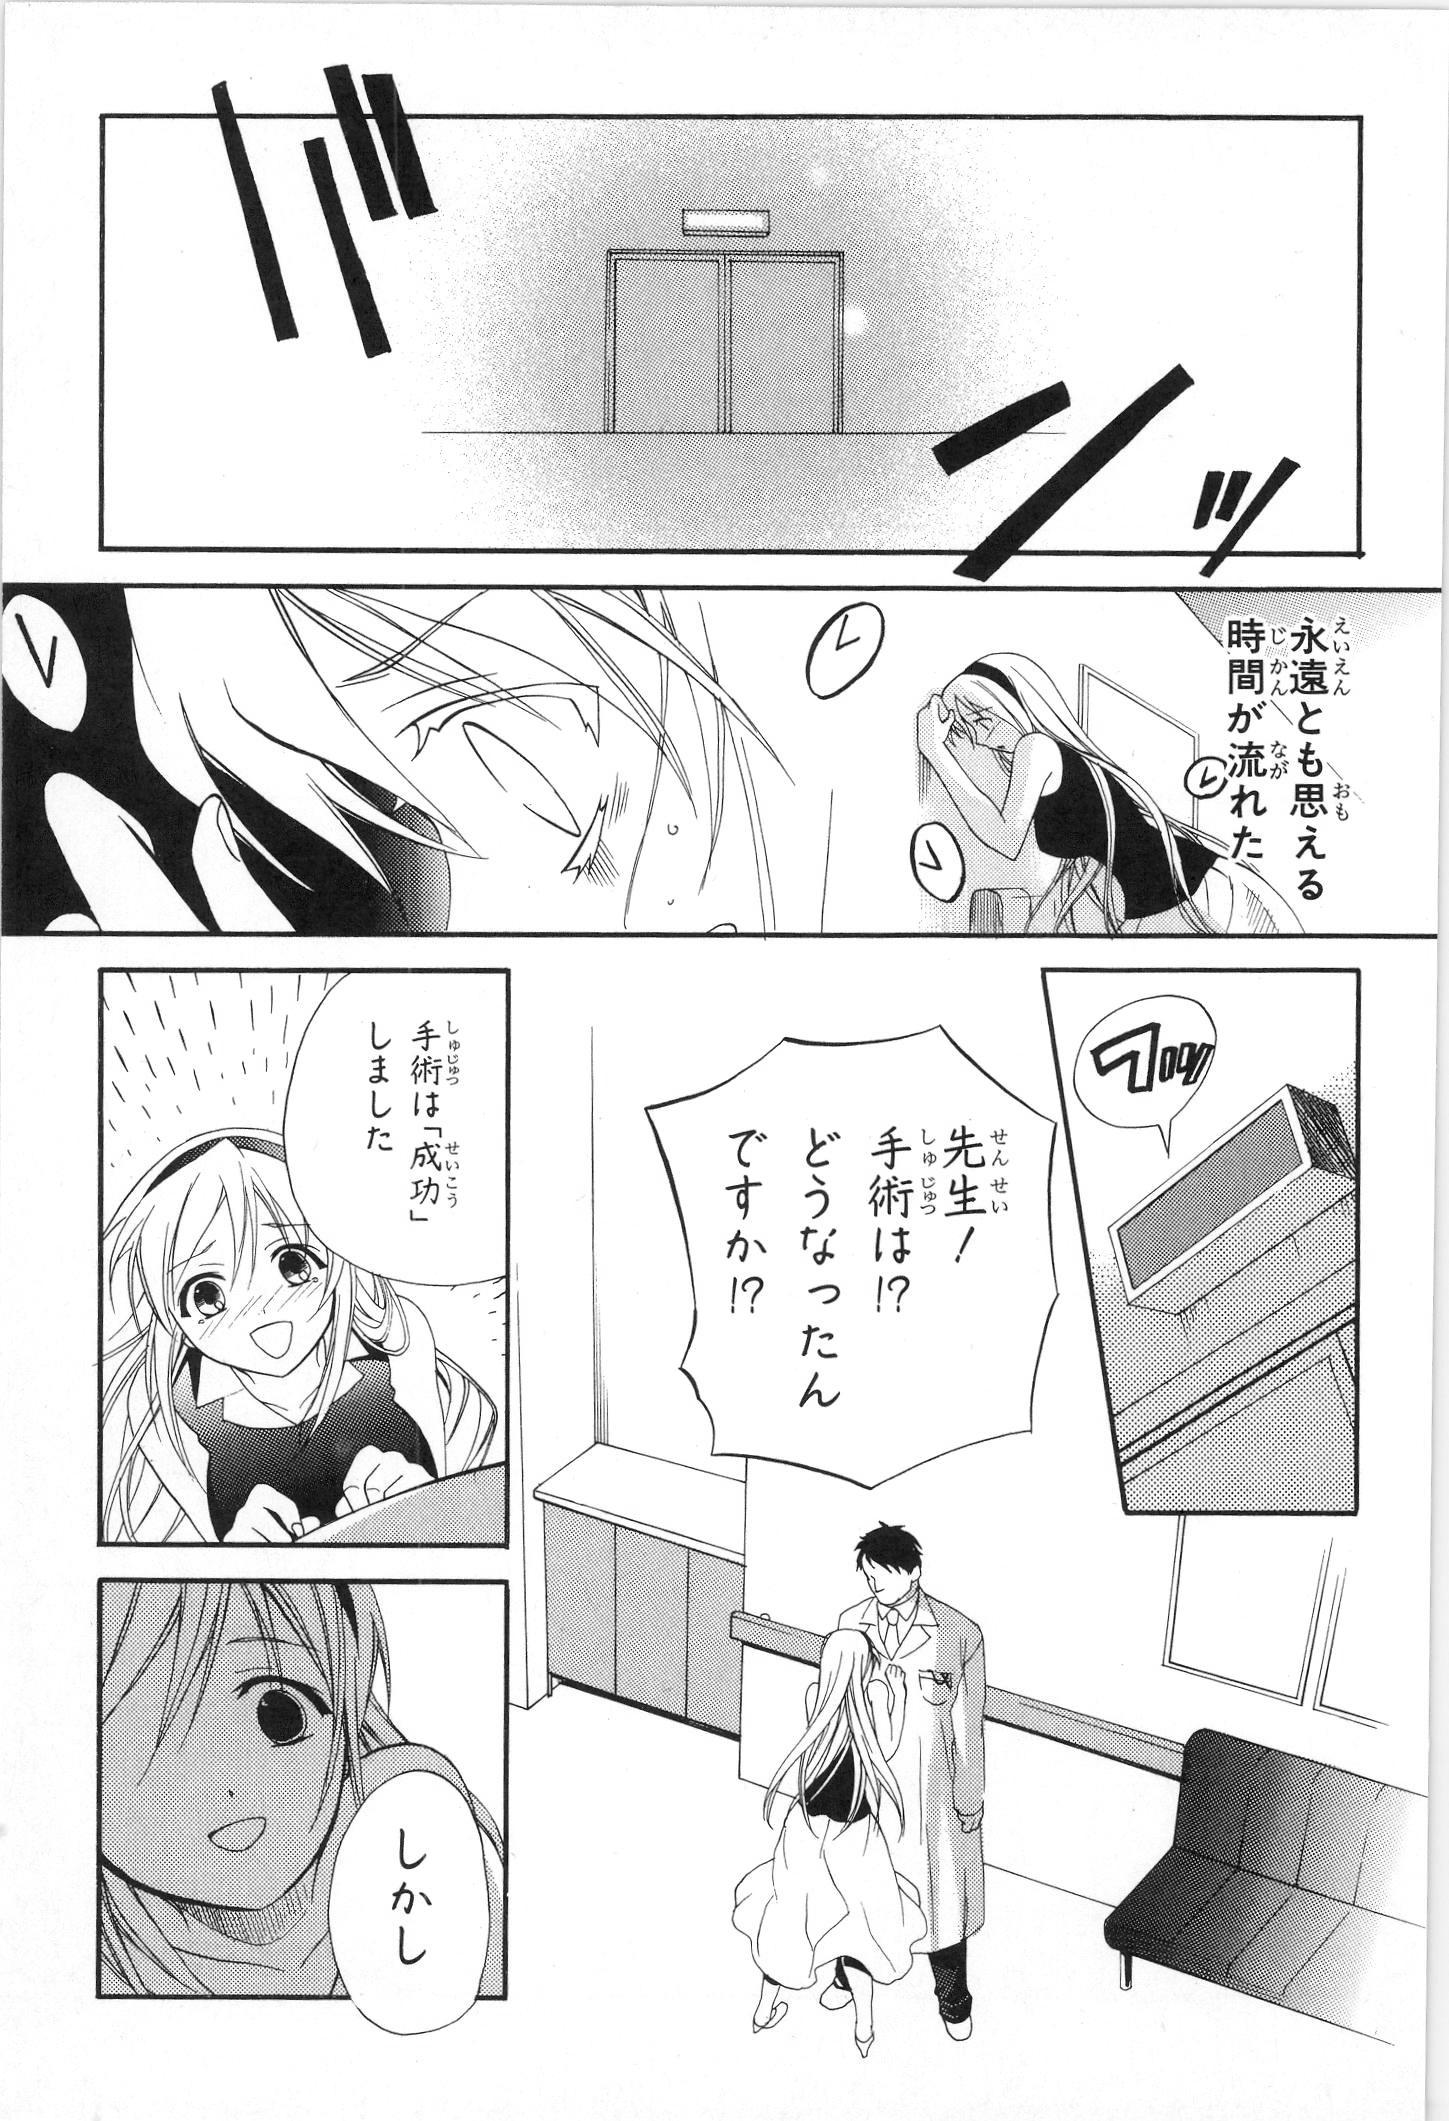 バ
ン
ッ
永遠とも思える
時間が流れた
フッ
先生!
手術は!?
どうなったん
ですか!?
手術は「成功」
しました
しかし